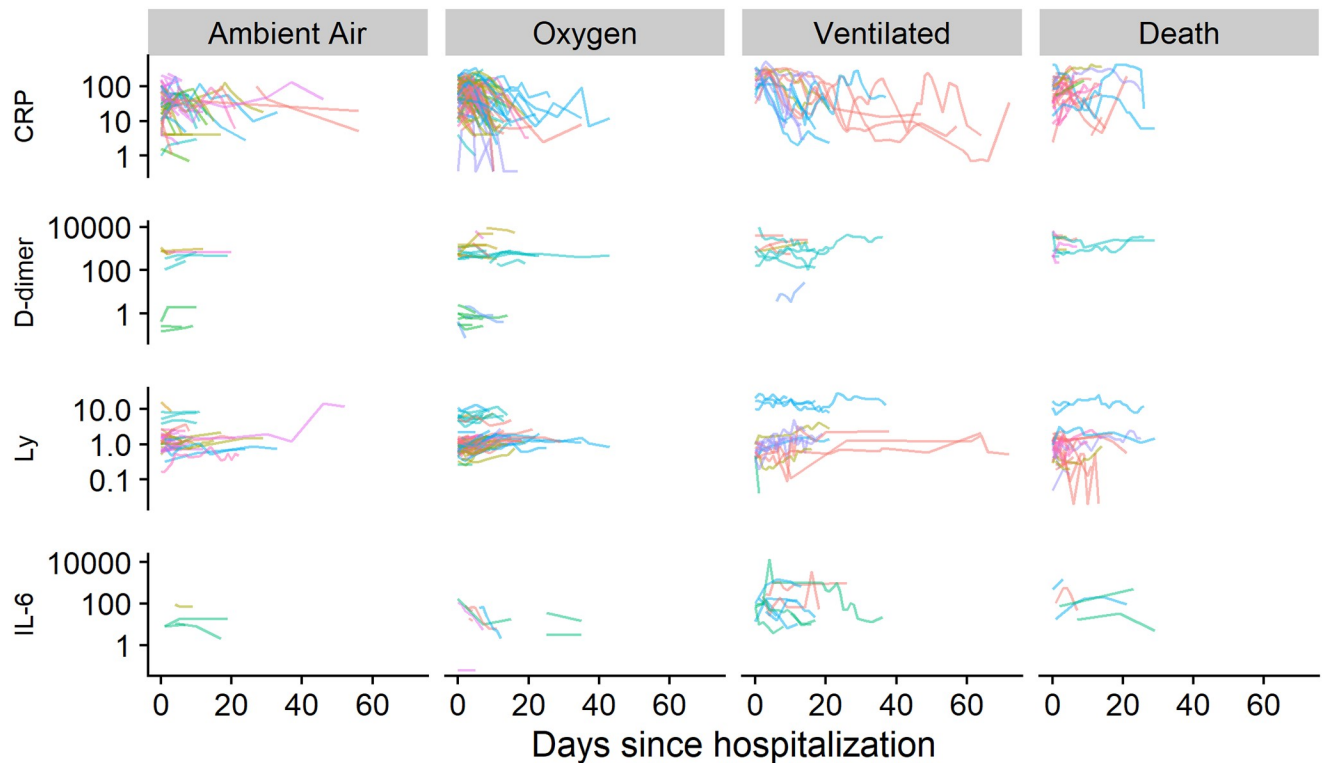 Ambient Air Oxygen Ventilated Death
CRP
100
10
1
D-dimer
10000
100
1
Ly
10.0
1.0
0.1
IL-6
10000
100
1
0 20 40 60 0 20 40 60 0 20 40 60 0 20 40 60
Days since hospitalization